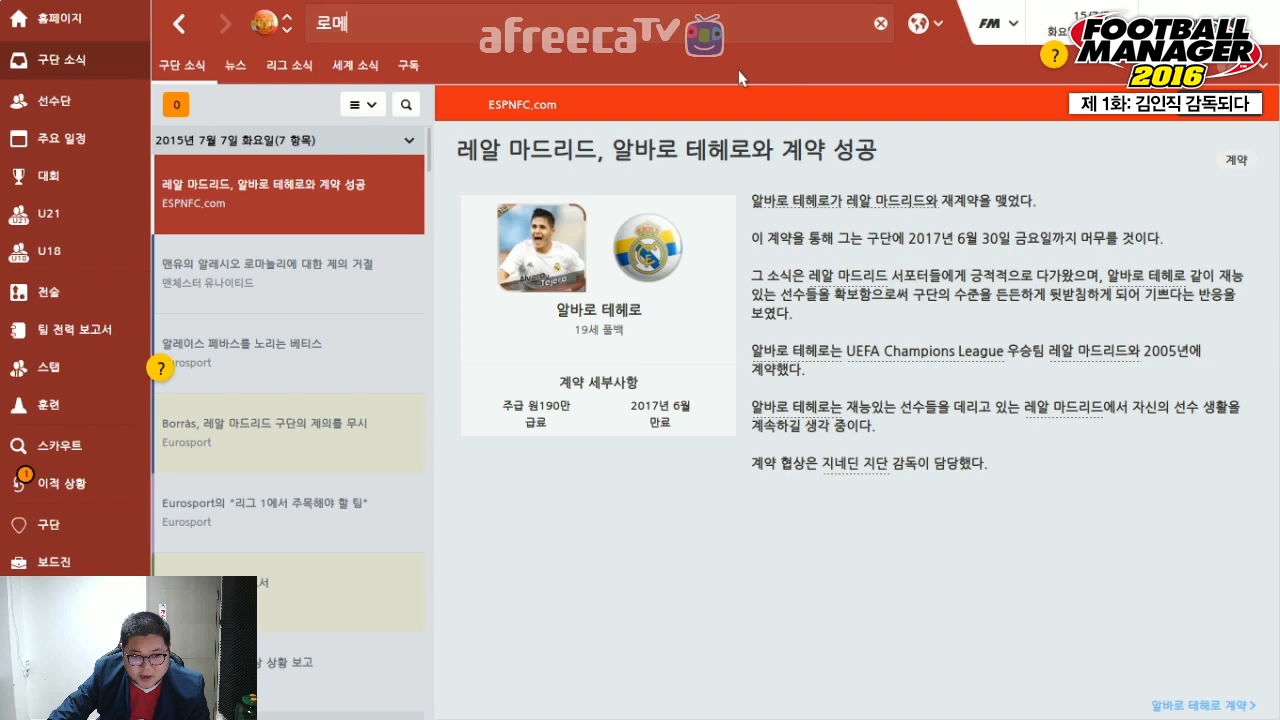 홈페이지
구단 소식
선수단
주요 일정
대회
U21
U21
U18
U18
전술
팀 전력 보고서
스탭
훈련
스카우트
1
이적 상황
구단
보드진
로메
afreecaTV
FM
FOOTBALL
MANAGER
2016
제 1화: 김인직 감독되다
?
구단 소식
뉴스
리그 소식
세계 소식
구독
0
2015년 7월 7일 화요일(7 항목)
레알 마드리드, 알바로 테헤로와 계약 성공
ESPNFC.com
맨유의 알레시오 로마놀리에 대한 제의 거절
맨체스터 유나이티드
알레이스 페바스를 노리는 베티스
?
Borràs, 레알 마드리드 구단의 제의를 무시
Eurosport
Eurosport의 "리그 1에서 주목해야 할 팀"
Eurosport
상황 보고
ESPNFC.com
레알 마드리드, 알바로 테헤로와 계약 성공
계약
Álvaro
Tejero
알바로 테헤로
19세 풀백
계약 세부사항
주급 원190만
급료
2017년 6월
만료
알바로 테헤로가 레알 마드리드와 재계약을 맺었다.
이 계약을 통해 그는 구단에 2017년 6월 30일 금요일까지 머무를 것이다.
그 소식은 레알 마드리드 서포터들에게 긍적적으로 다가왔으며, 알바로 테헤로 같이 재능
있는 선수들을 확보함으로써 구단의 수준을 든든하게 뒷받침하게 되어 기쁘다는 반응을
보였다.
알바로 테헤로는 UEFA Champions League 우승팀 레알 마드리드와 2005년에
계약했다.
알바로 테헤로는 재능있는 선수들을 데리고 있는 레알 마드리드에서 자신의 선수 생활을
계속하길 생각 중이다.
계약 협상은 지네딘 지단 감독이 담당했다.
알바로 테헤로 계약 >